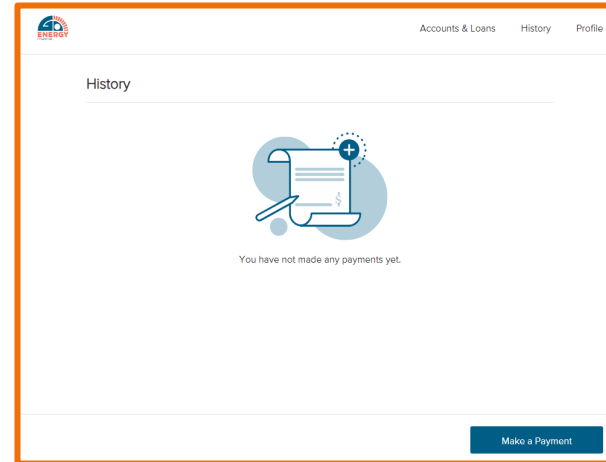 ENERGY
Accounts & Loans
History
Profile
History
You have not made any payments yet.
Make a Payment